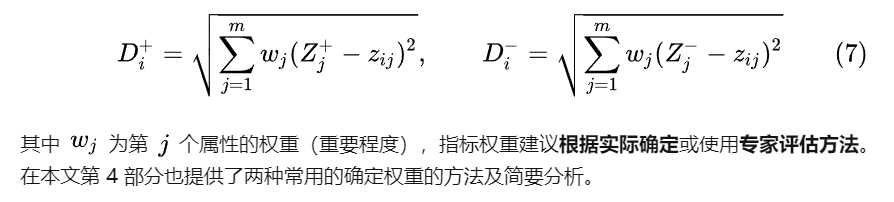 $D_i^+ = \sqrt{\sum_{j=1}^{m} w_j (Z_j^+ - z_{ij})^2}, \qquad D_i^- = \sqrt{\sum_{j=1}^{m} w_j (Z_j^- - z_{ij})^2} \qquad (7)$
其中 $w_j$ 为第 $j$ 个属性的权重（重要程度），指标权重建议根据实际确定或使用专家评估方法。
在本文第 4 部分也提供了两种常用的确定权重的方法及简要分析。